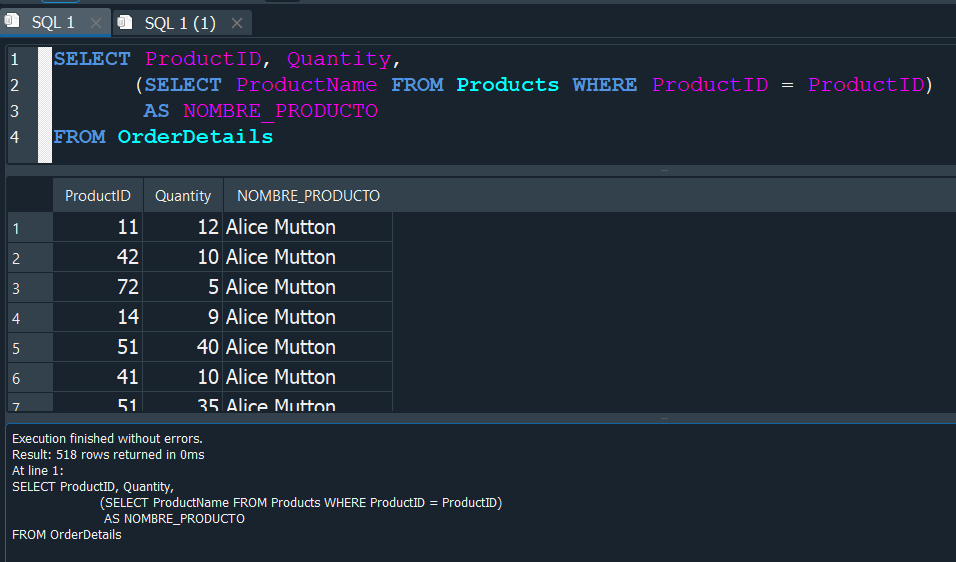 SQL 1 SQL 1 (1)
1 SELECT ProductID, Quantity,
2 (SELECT ProductName FROM Products WHERE ProductID = ProductID)
3 AS NOMBRE_PRODUCTO
4 FROM OrderDetails
ProductID Quantity NOMBRE_PRODUCTO
1 11 12 Alice Mutton
2 42 10 Alice Mutton
3 72 5 Alice Mutton
4 14 9 Alice Mutton
5 51 40 Alice Mutton
6 41 10 Alice Mutton
7 51 35 Alice Mutton
Execution finished without errors.
Result: 518 rows returned in 0ms
At line 1:
SELECT ProductID, Quantity,
(SELECT ProductName FROM Products WHERE ProductID = ProductID)
AS NOMBRE_PRODUCTO
FROM OrderDetails